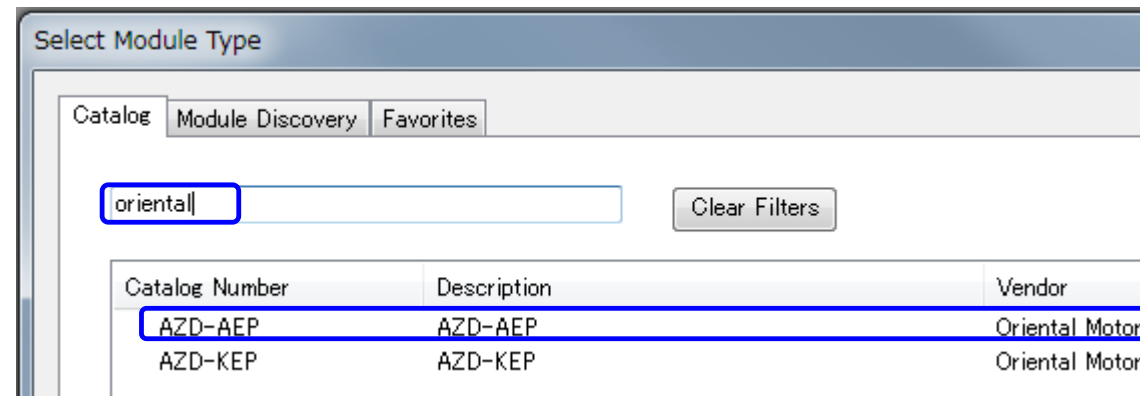 Select Module Type
Catalog Module Discovery Favorites
oriental Clear Filters
Catalog Number Description Vendor
AZD-AEP AZD-AEP Oriental Motor
AZD-KEP AZD-KEP Oriental Motor